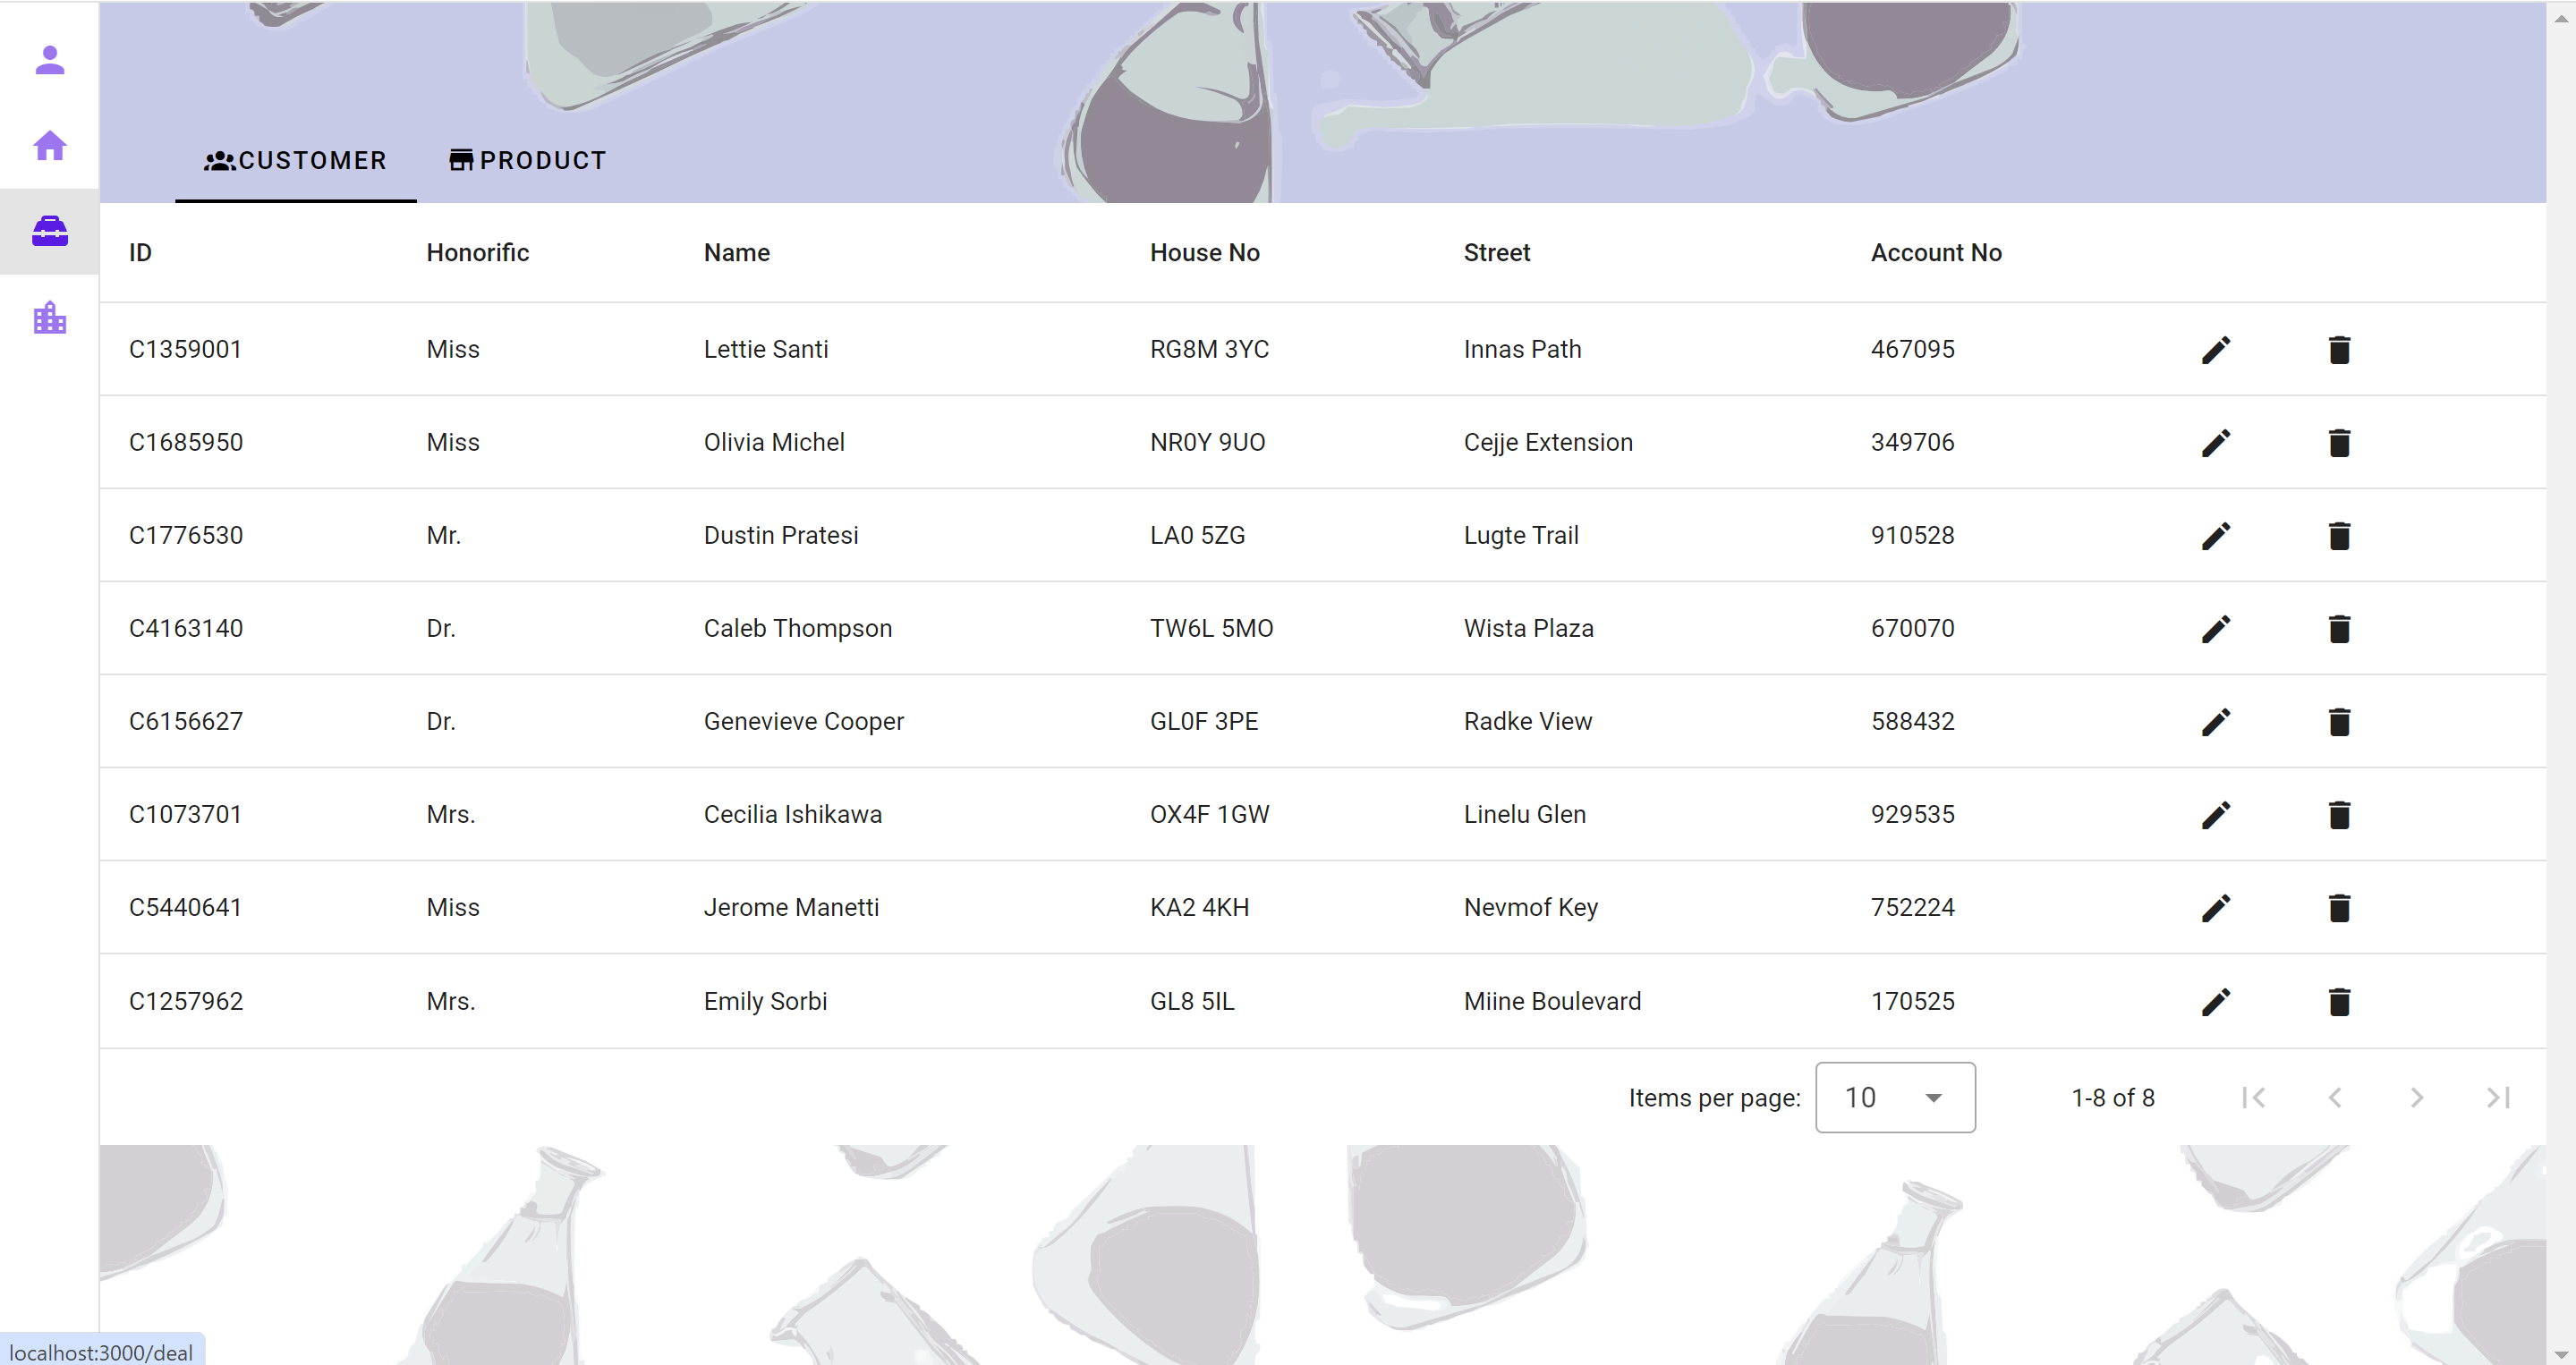 CUSTOMER PRODUCT
ID Honorific Name House No Street Account No
C1359001 Miss Lettie Santi RG8M 3YC Innas Path 467095
C1685950 Miss Olivia Michel NR0Y 9UO Cejje Extension 349706
C1776530 Mr. Dustin Pratesi LA0 5ZG Lugte Trail 910528
C4163140 Dr. Caleb Thompson TW6L 5MO Wista Plaza 670070
C6156627 Dr. Genevieve Cooper GL0F 3PE Radke View 588432
C1073701 Mrs. Cecilia Ishikawa OX4F 1GW Linelu Glen 929535
C5440641 Miss Jerome Manetti KA2 4KH Nevmof Key 752224
C1257962 Mrs. Emily Sorbi GL8 5IL Miine Boulevard 170525
Items per page: 10 1-8 of 8
localhost:3000/deal